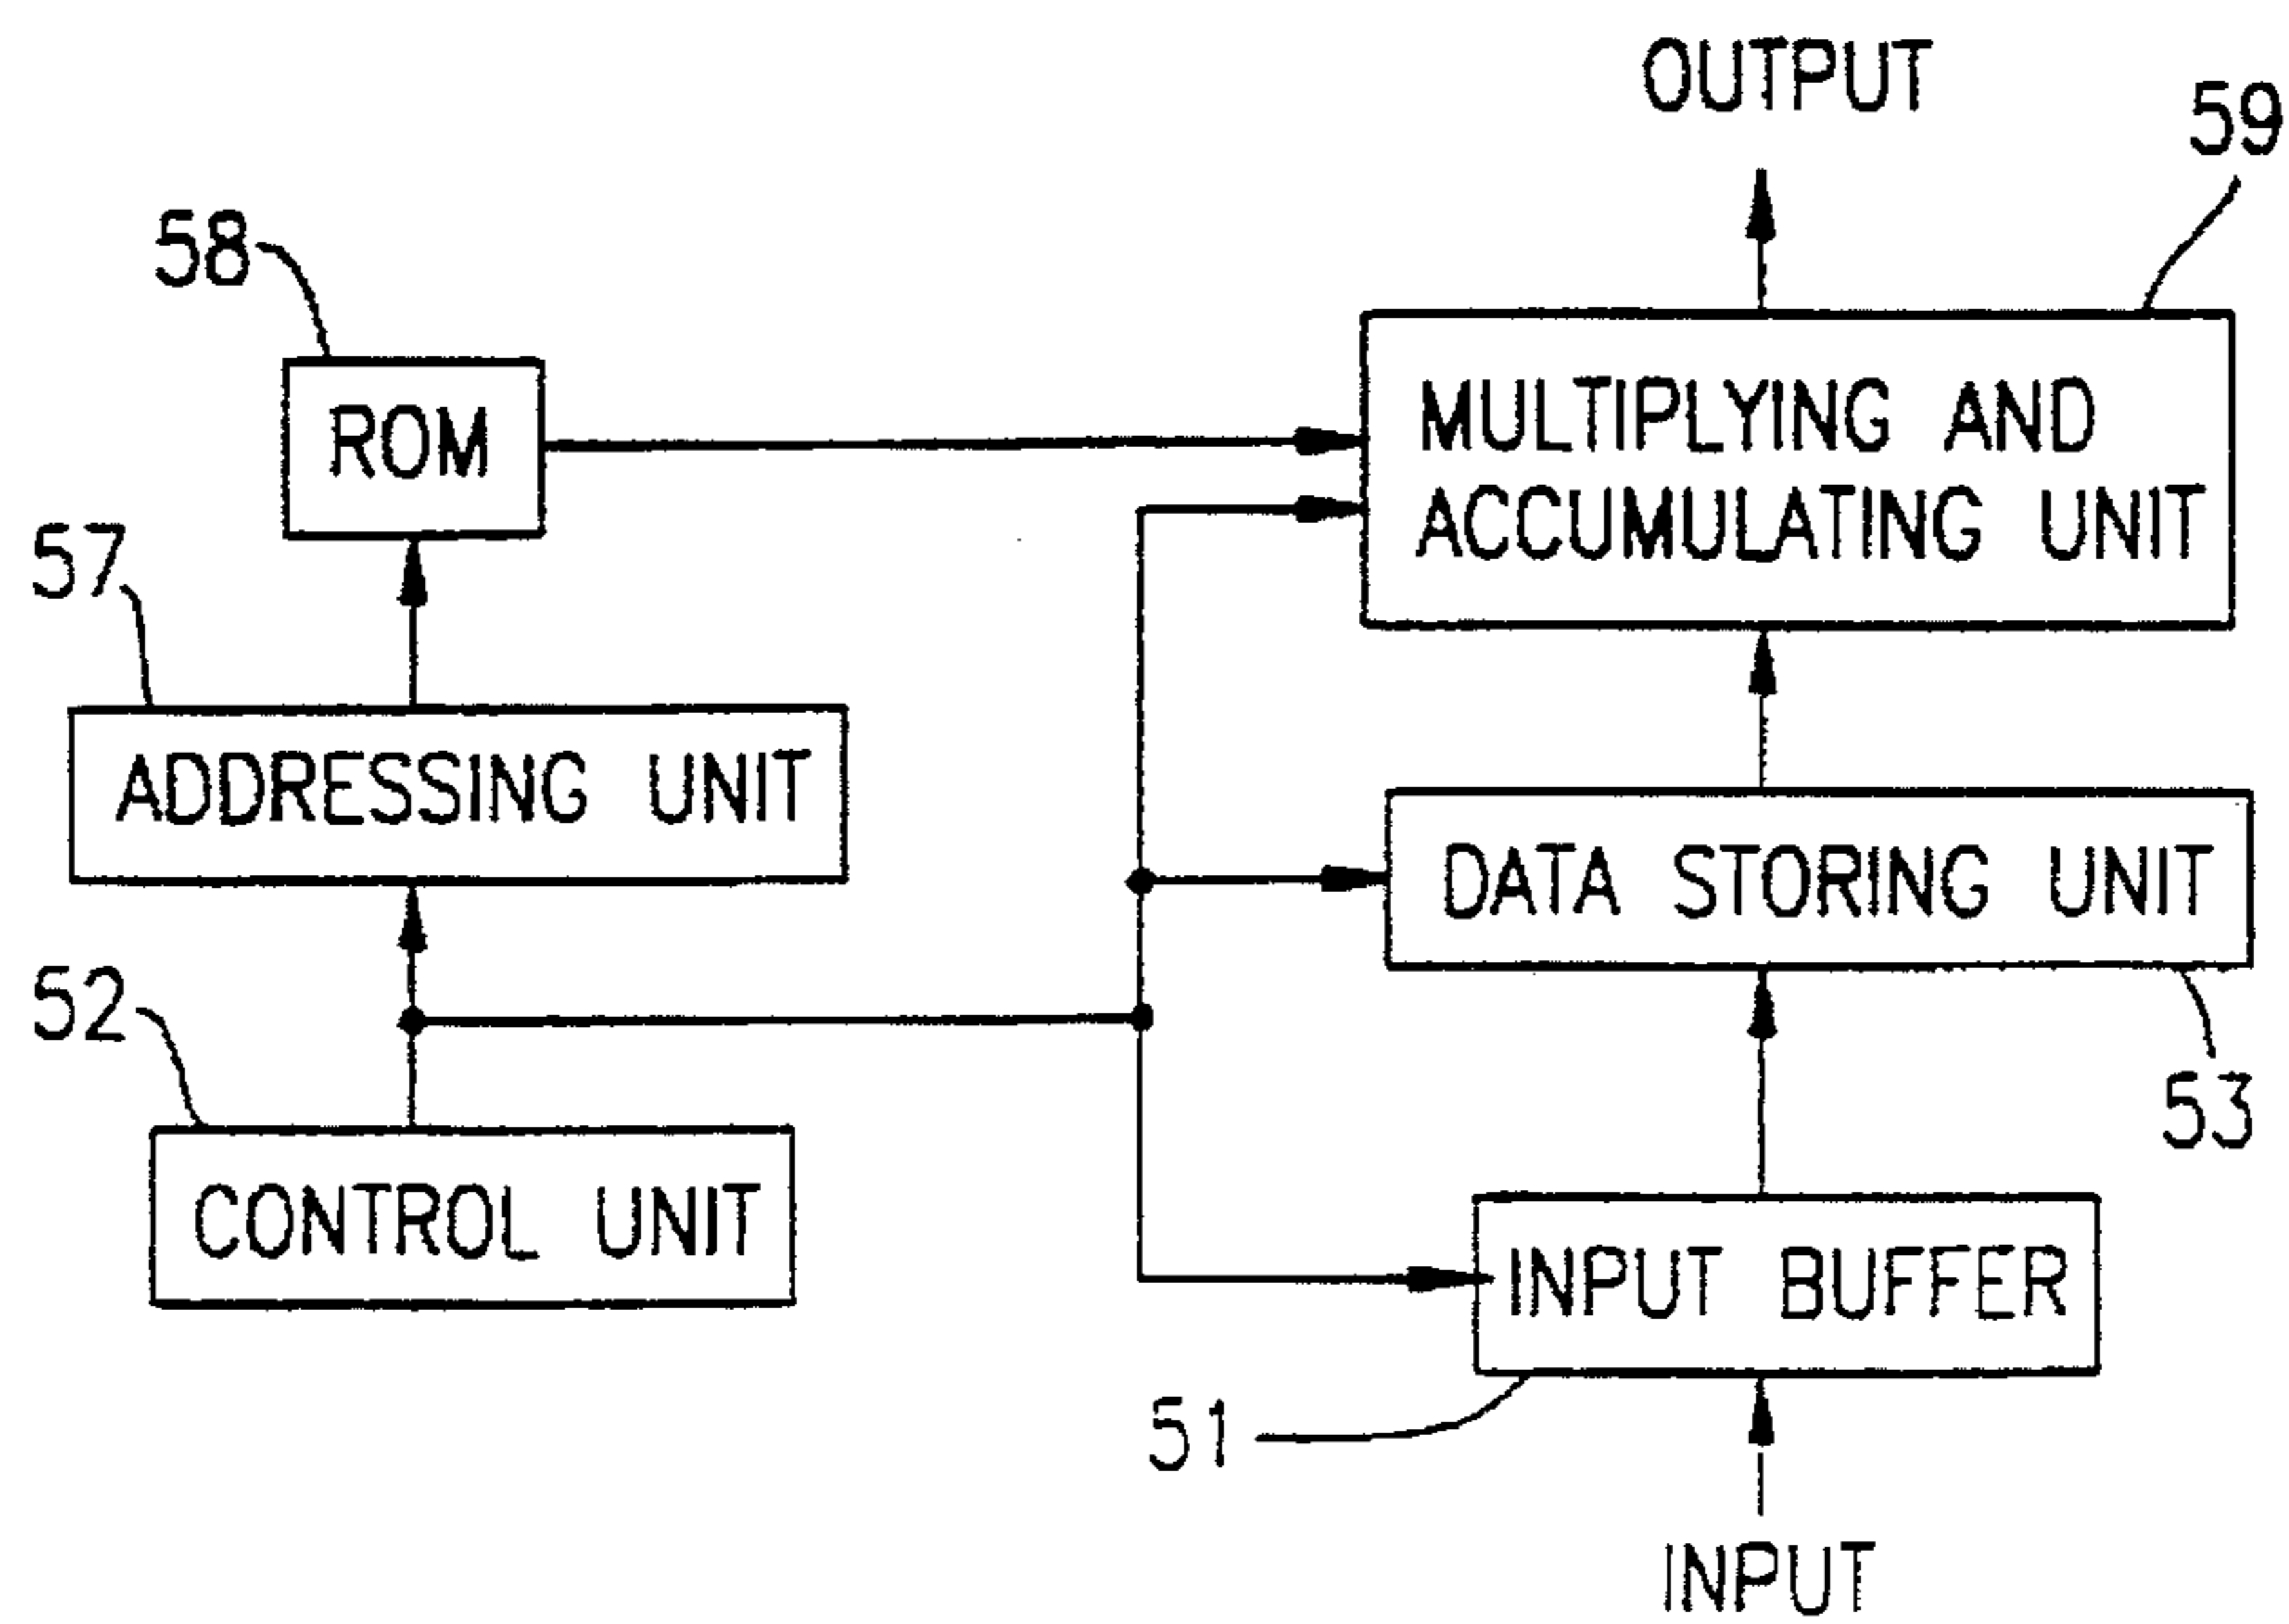 OUTPUT
59
58
ROM
MULTIPLYING AND
ACCUMULATING UNIT
57
ADDRESSING UNIT
DATA STORING UNIT
52
53
CONTROL UNIT
INPUT BUFFER
51
INPUT